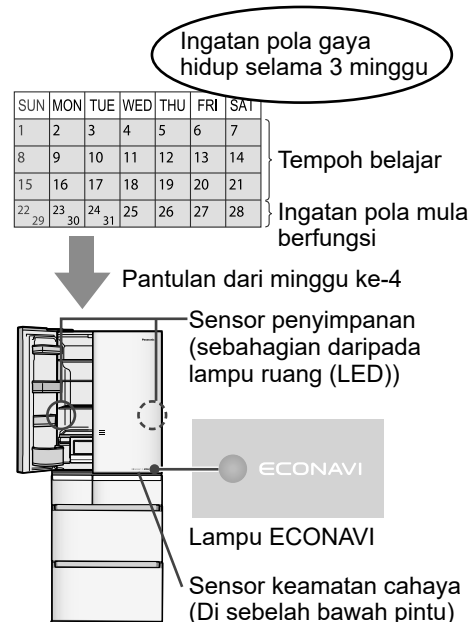 Ingatan pola gaya
hidup selama 3 minggu
SUN MON TUE WED THU FRI SAT
1 2 3 4 5 6 7
8 9 10 11 12 13 14
15 16 17 18 19 20 21
22 29 23 30 24 31 25 26 27 28
Tempoh belajar
Ingatan pola mula
berfungsi
Pantulan dari minggu ke-4
Sensor penyimpanan
(sebahagian daripada
lampu ruang (LED))
Panasonic
ECONAVI
Lampu ECONAVI
Sensor keamatan cahaya
(Di sebelah bawah pintu)